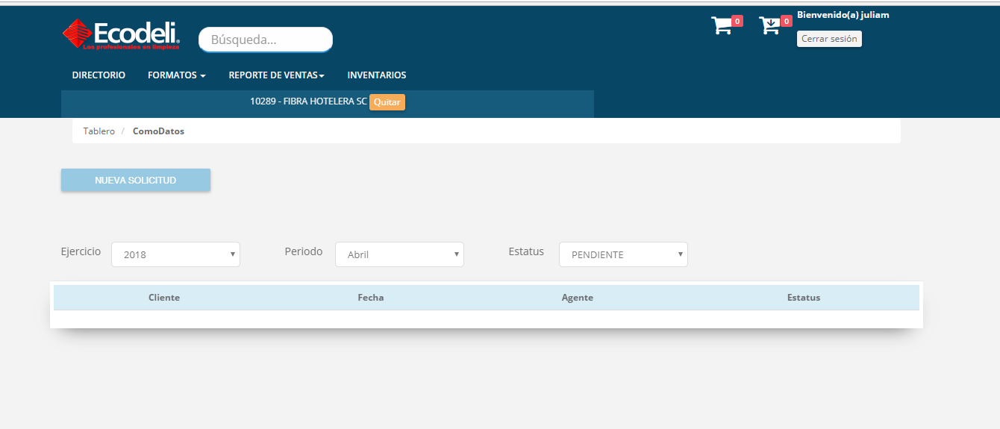 Ecodeli®
Los profesionales en limpieza
Búsqueda...
0
0
Bienvenido(a) juliam
Cerrar sesión
DIRECTORIO FORMATOS REPORTE DE VENTAS INVENTARIOS
10289 - FIBRA HOTELERA SC Quitar
Tablero / ComoDatos
NUEVA SOLICITUD
Ejercicio 2018 Periodo Abril Estatus PENDIENTE
Cliente Fecha Agente Estatus